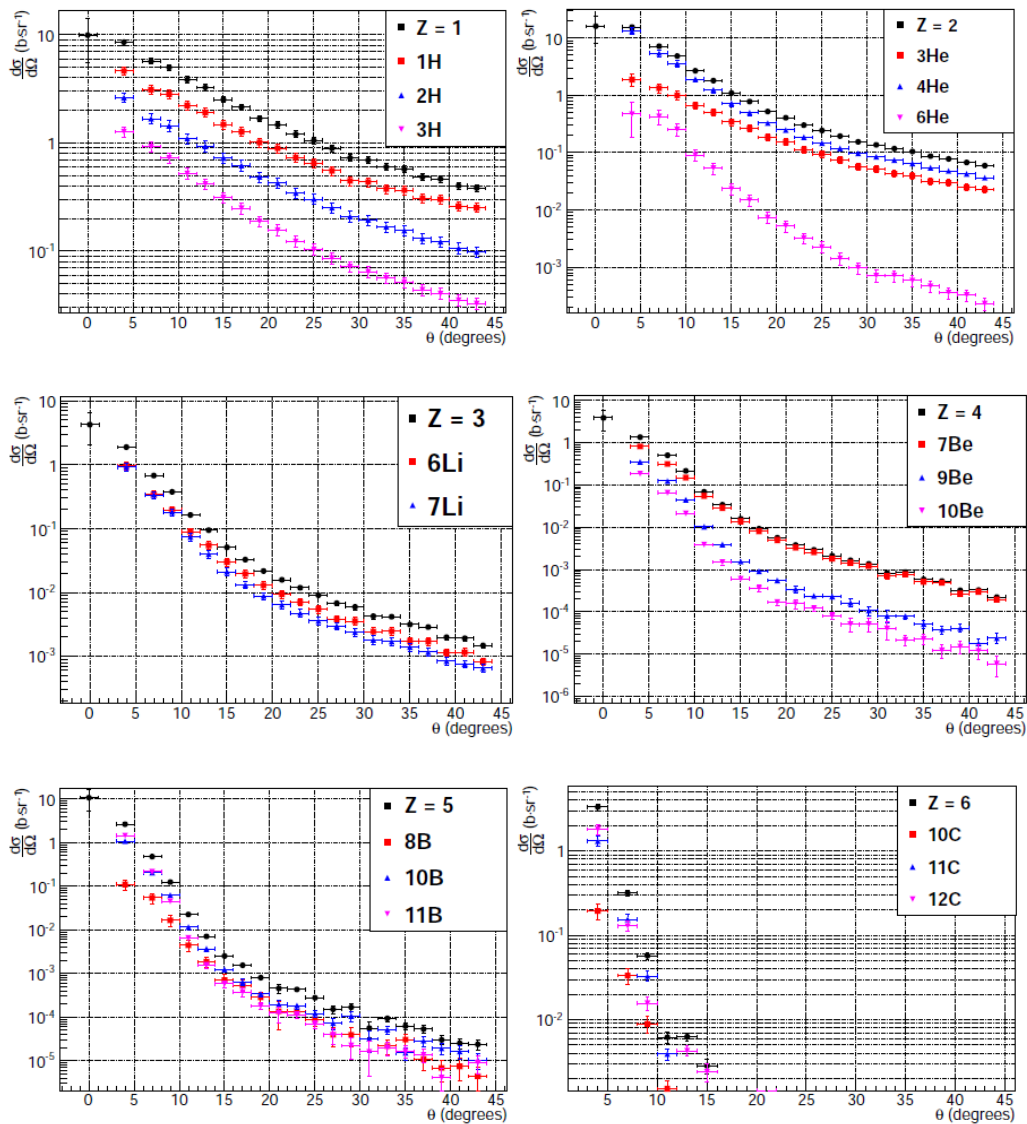 dσ/dΩ (b·sr⁻¹)
10
1
10⁻¹
0 5 10 15 20 25 30 35 40 45
θ (degrees)
Z = 1
1H
2H
3H
dσ/dΩ (b·sr⁻¹)
10
1
10⁻¹
10⁻²
10⁻³
0 5 10 15 20 25 30 35 40 45
θ (degrees)
Z = 2
3He
4He
6He
dσ/dΩ (b·sr⁻¹)
10
1
10⁻¹
10⁻²
10⁻³
0 5 10 15 20 25 30 35 40 45
θ (degrees)
Z = 3
6Li
7Li
dσ/dΩ (b·sr⁻¹)
10
1
10⁻¹
10⁻²
10⁻³
10⁻⁴
10⁻⁵
10⁻⁶
0 5 10 15 20 25 30 35 40 45
θ (degrees)
Z = 4
7Be
9Be
10Be
dσ/dΩ (b·sr⁻¹)
10
1
10⁻¹
10⁻²
10⁻³
10⁻⁴
10⁻⁵
0 5 10 15 20 25 30 35 40 45
θ (degrees)
Z = 5
8B
10B
11B
dσ/dΩ (b·sr⁻¹)
1
10⁻¹
10⁻²
0 5 10 15 20 25 30 35 40 45
θ (degrees)
Z = 6
10C
11C
12C